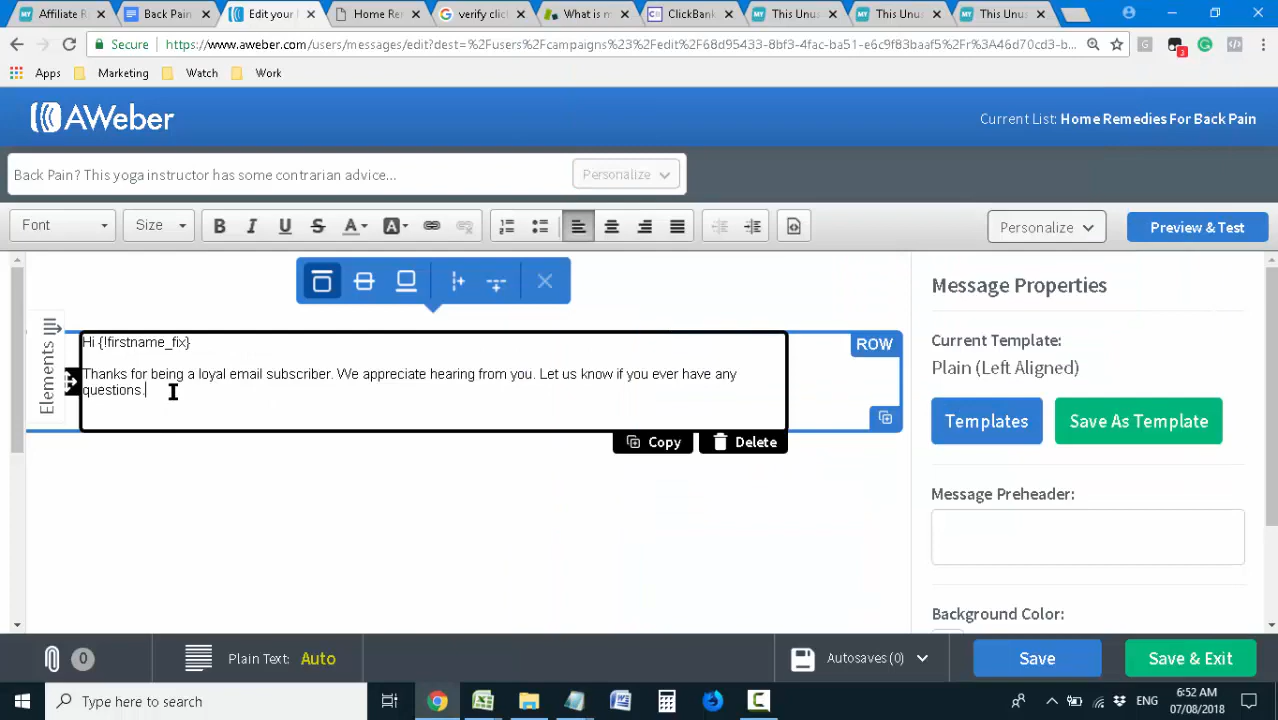 Affiliate R
Back Pain
Edit your
Home Rem
verify click
What is m
ClickBank
This Unus
This Unus
This Unus
Secure
https://www.aweber.com/users/messages/edit?dest=%2Fusers%2Fcampaigns%23%2Fedit%2F68d95433-8bf3-4fac-ba51-e6c9f83baaf5%2Fr%3A46d70cd3-b...
3
Apps
Marketing
Watch
Work
AWeber
Current List: Home Remedies For Back Pain
Back Pain? This yoga instructor has some contrarian advice...
Personalize
Font
Size
B
I
U
S
A
A
Personalize
Preview & Test
Elements
Hi {!firstname_fix}
Thanks for being a loyal email subscriber. We appreciate hearing from you. Let us know if you ever have any
questions.
ROW
Copy
Delete
Message Properties
Current Template:
Plain (Left Aligned)
Templates
Save As Template
Message Preheader:
Background Color:
0
Plain Text: Auto
Autosaves (0)
Save
Save & Exit
Type here to search
ENG
6:52 AM
07/08/2018